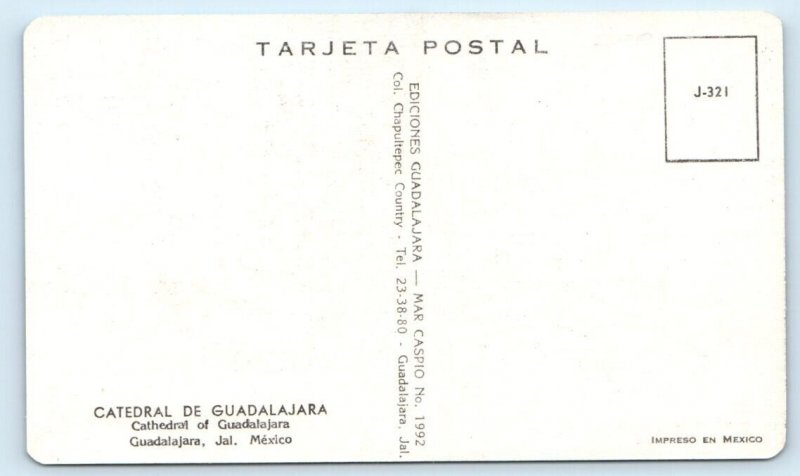 TARJETA POSTAL
J-321
EDICIONES GUADALAJARA — MAR CASPIO No. 1992
Col. Chapultepec Country - Tel. 23-38-80 - Guadalajara, Jal.
CATEDRAL DE GUADALAJARA
Cathedral of Guadalajara
Guadalajara, Jal. México
IMPRESO EN MEXICO